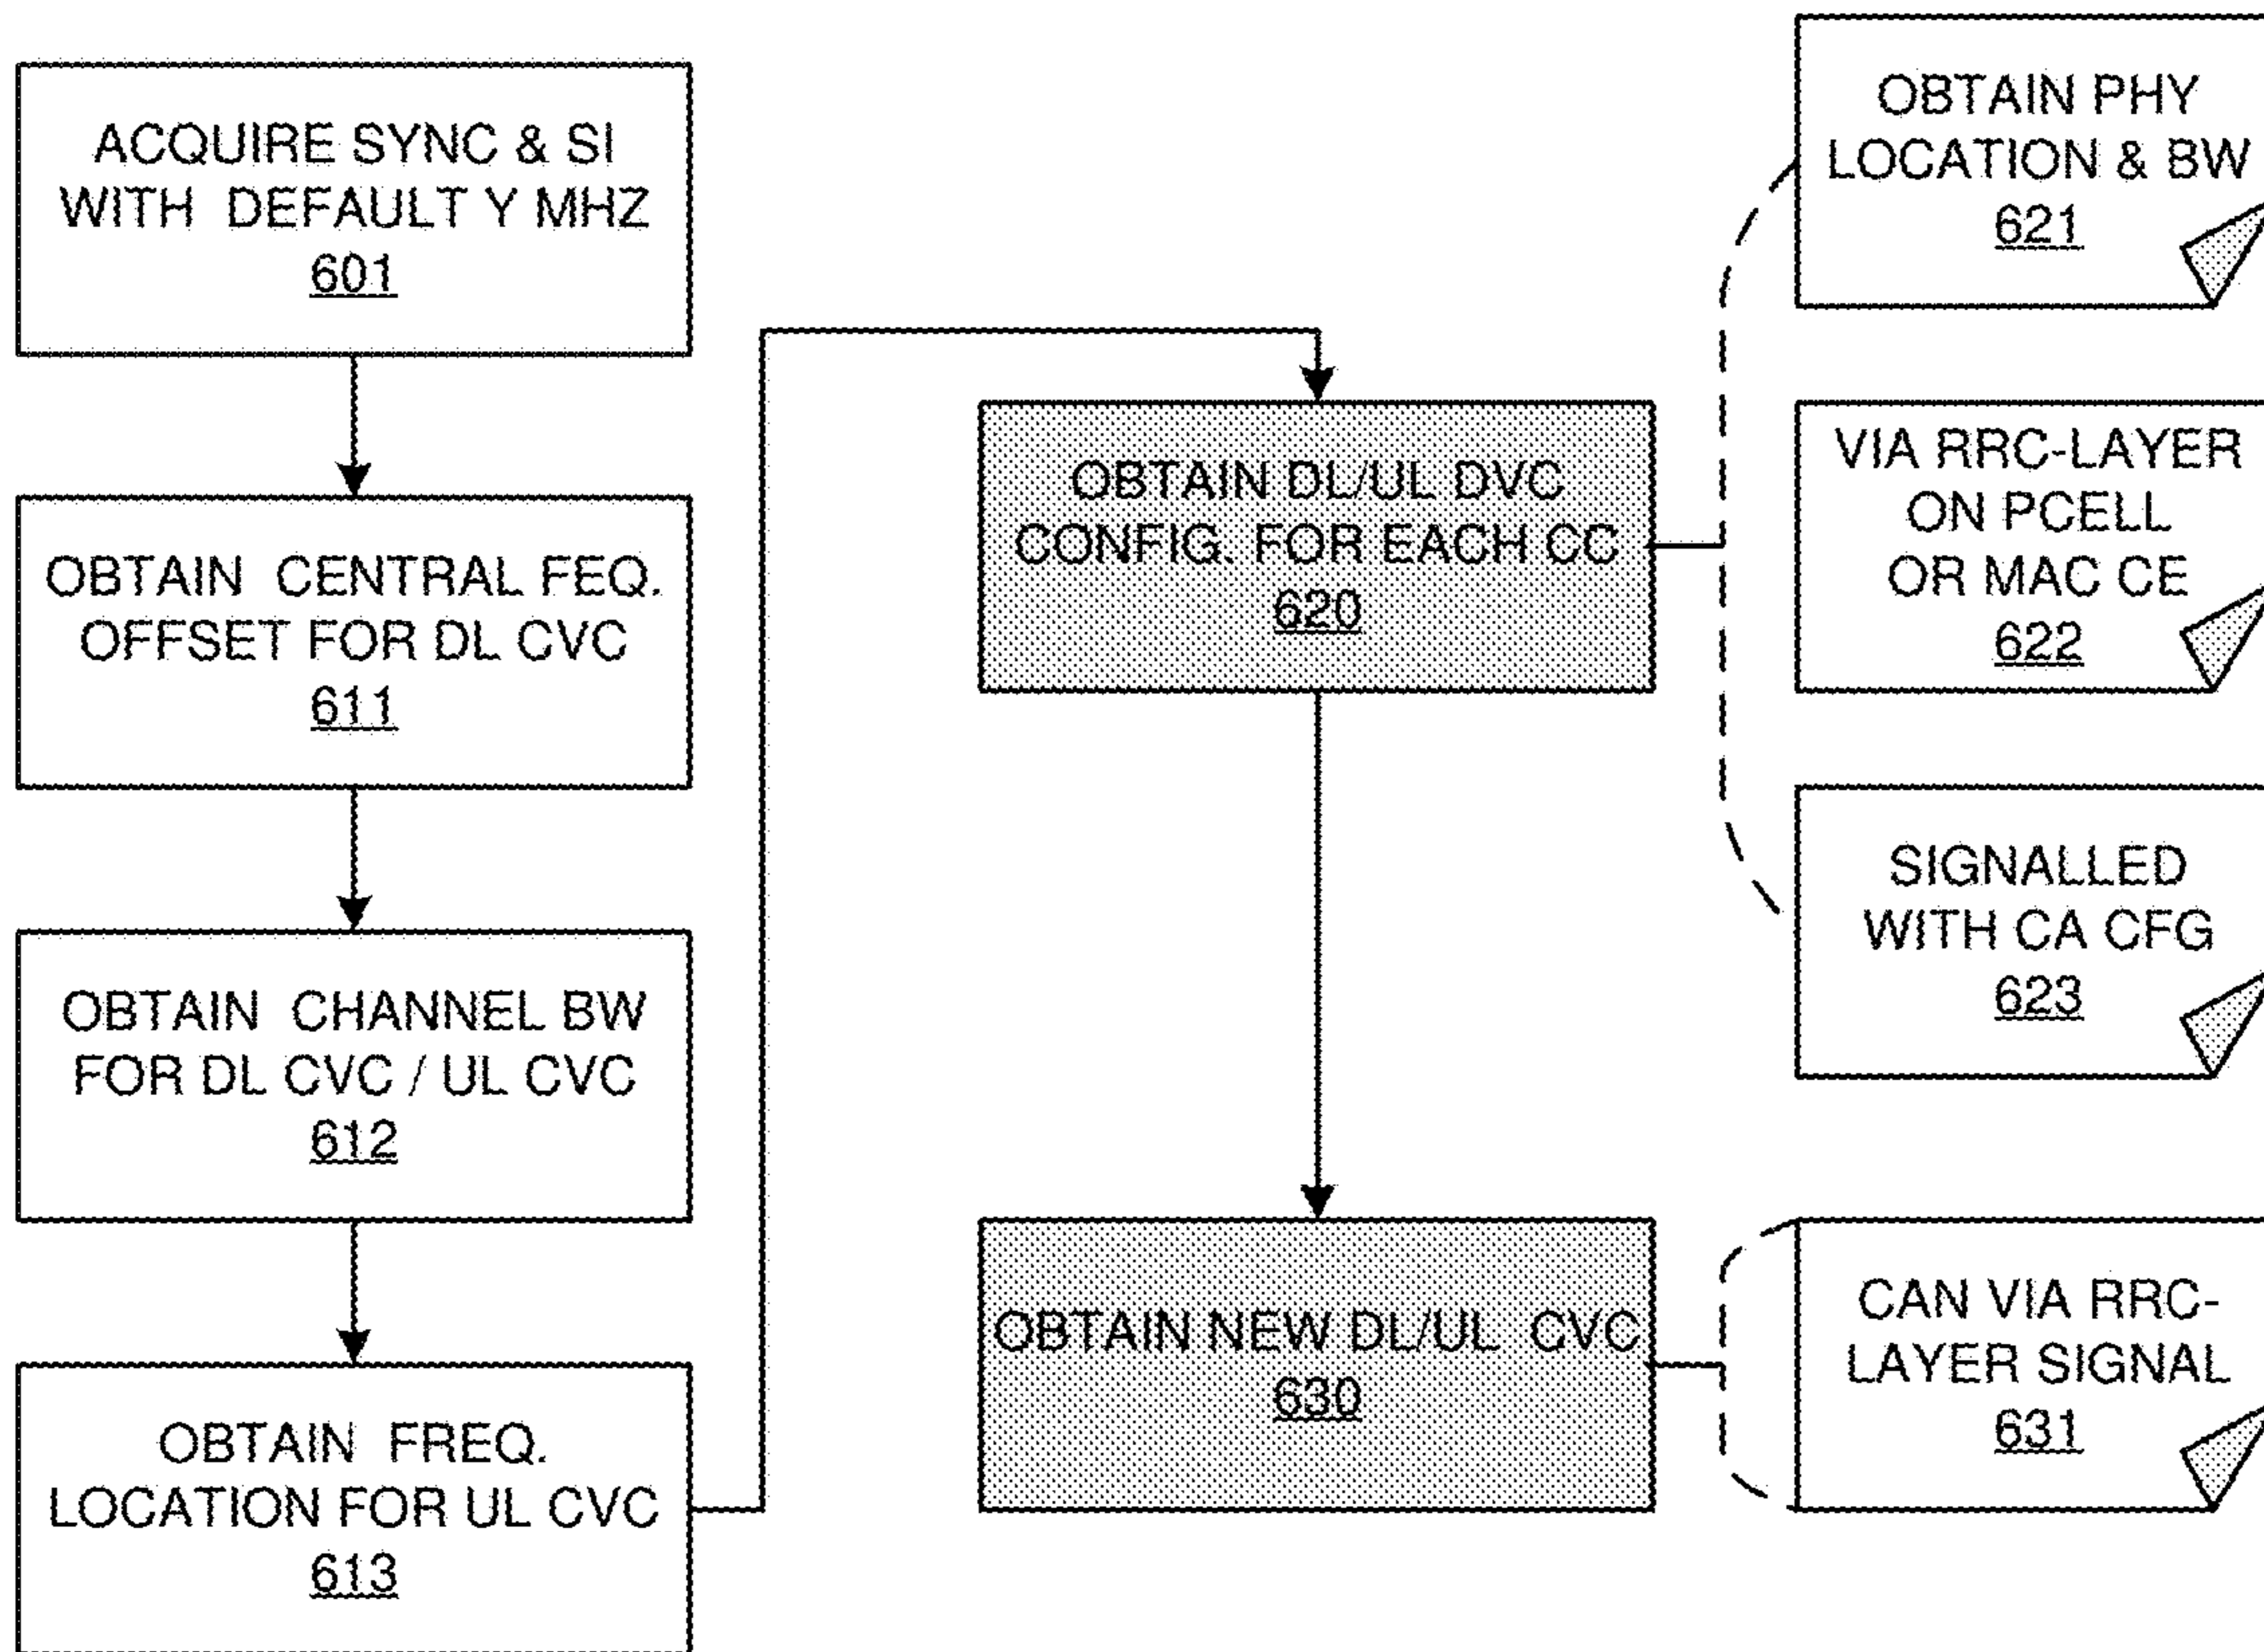 ACQUIRE SYNC & SI
WITH DEFAULT Y MHZ
601
OBTAIN CENTRAL FEQ.
OFFSET FOR DL CVC
611
OBTAIN CHANNEL BW
FOR DL CVC / UL CVC
612
OBTAIN FREQ.
LOCATION FOR UL CVC
613
OBTAIN DL/UL DVC
CONFIG. FOR EACH CC
620
OBTAIN NEW DL/UL CVC
630
OBTAIN PHY
LOCATION & BW
621
VIA RRC-LAYER
ON PCELL
OR MAC CE
622
SIGNALLED
WITH CA CFG
623
CAN VIA RRC-
LAYER SIGNAL
631